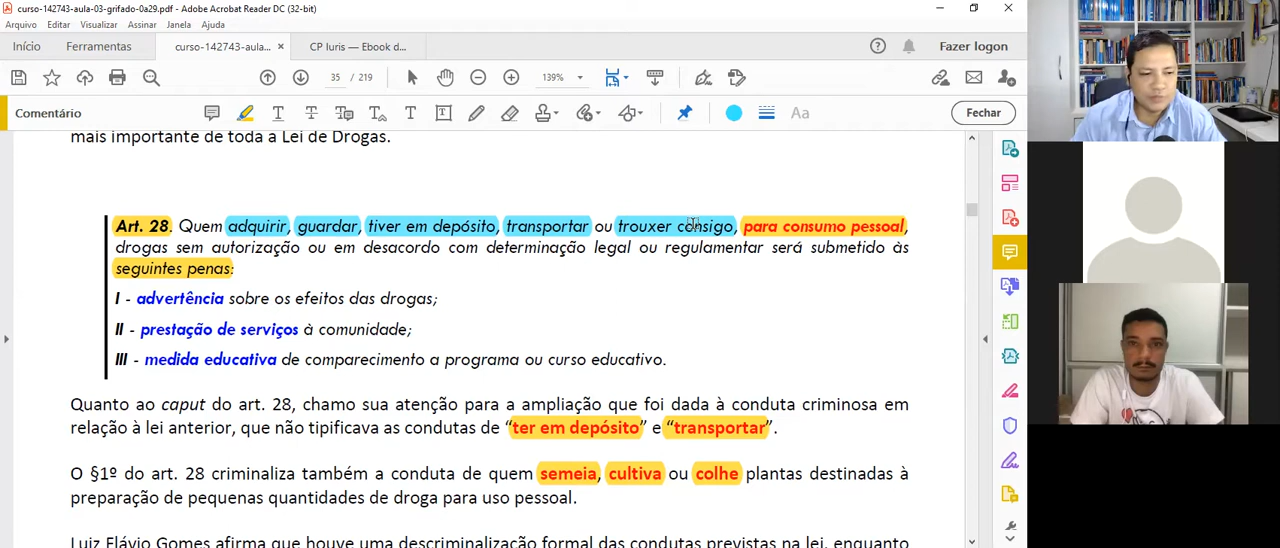 curso-142743-aula-03-grifado-0a29.pdf - Adobe Acrobat Reader DC (32-bit)
Arquivo Editar Visualizar Assinar Janela Ajuda
Início Ferramentas curso-142743-aula... × CP Iuris — Ebook d... Fazer logon
35 / 219 139%
Comentário Aa Fechar
mais importante de toda a Lei de Drogas.
Art. 28. Quem adquirir, guardar, tiver em depósito, transportar ou trouxer consigo, para consumo pessoal,
drogas sem autorização ou em desacordo com determinação legal ou regulamentar será submetido às
seguintes penas:
I - advertência sobre os efeitos das drogas;
II - prestação de serviços à comunidade;
III - medida educativa de comparecimento a programa ou curso educativo.
Quanto ao caput do art. 28, chamo sua atenção para a ampliação que foi dada à conduta criminosa em
relação à lei anterior, que não tipificava as condutas de “ter em depósito” e “transportar”.
O §1º do art. 28 criminaliza também a conduta de quem semeia, cultiva ou colhe plantas destinadas à
preparação de pequenas quantidades de droga para uso pessoal.
Luiz Flávio Gomes afirma que houve uma descriminalização formal das condutas previstas na lei, enquanto